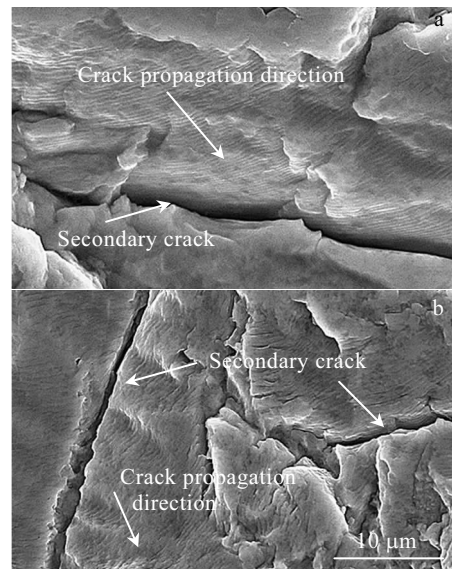 a
Crack propagation direction
Secondary crack
b
Secondary crack
Crack propagation
direction
10 μm